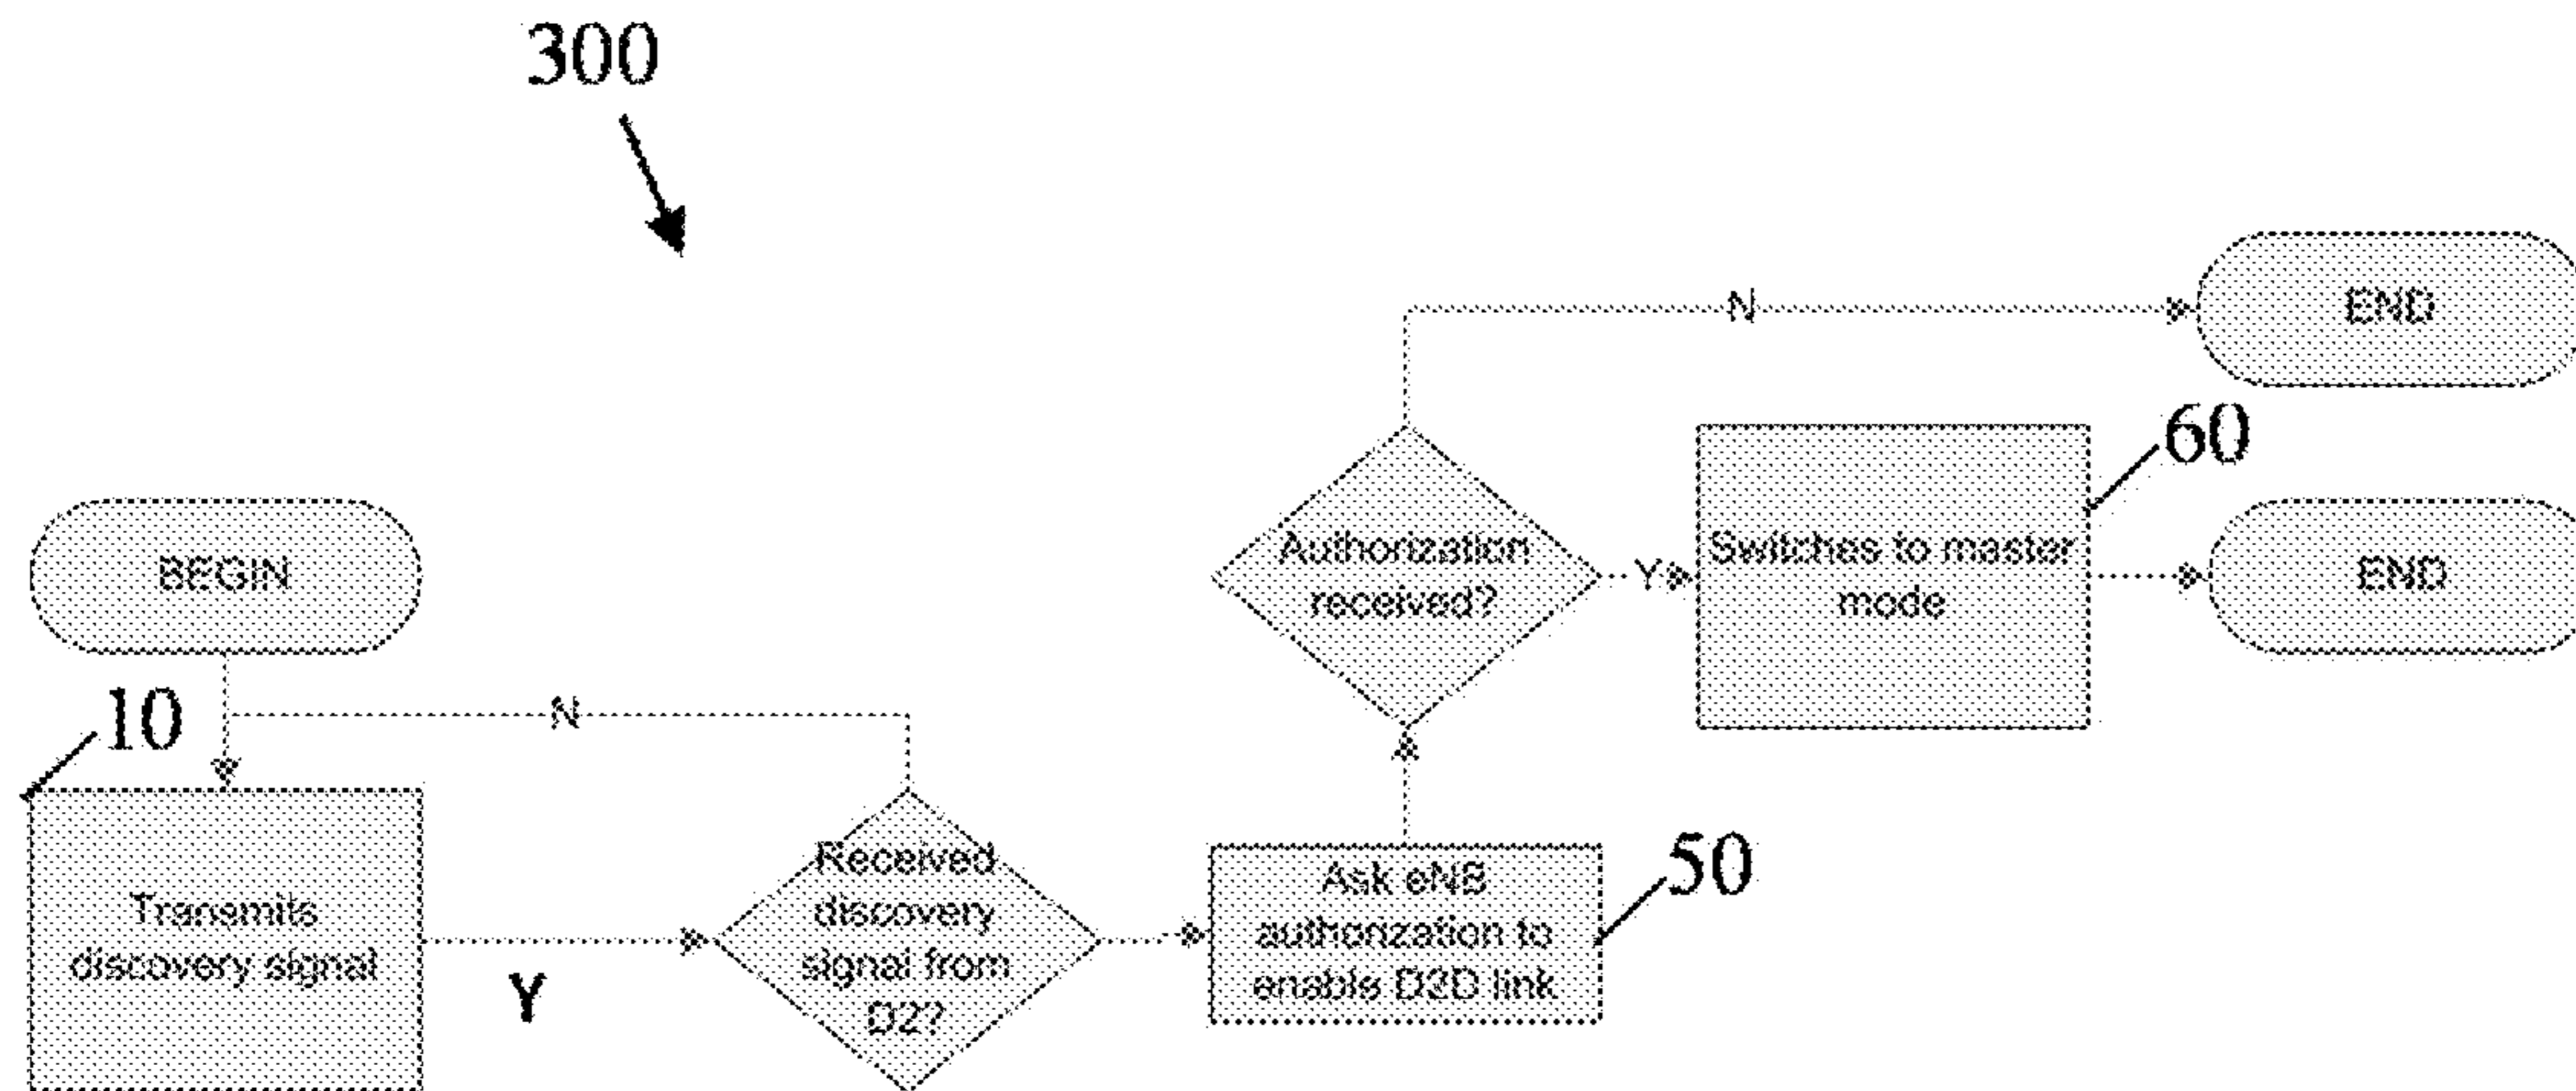 300
N
END
60
Authorization
received?
Y
Switches to master
mode
END
BEGIN
N
10
Transmits
discovery signal
Y
Received
discovery
signal from
D2?
Ask eNB
authorization to
enable D2D link
50